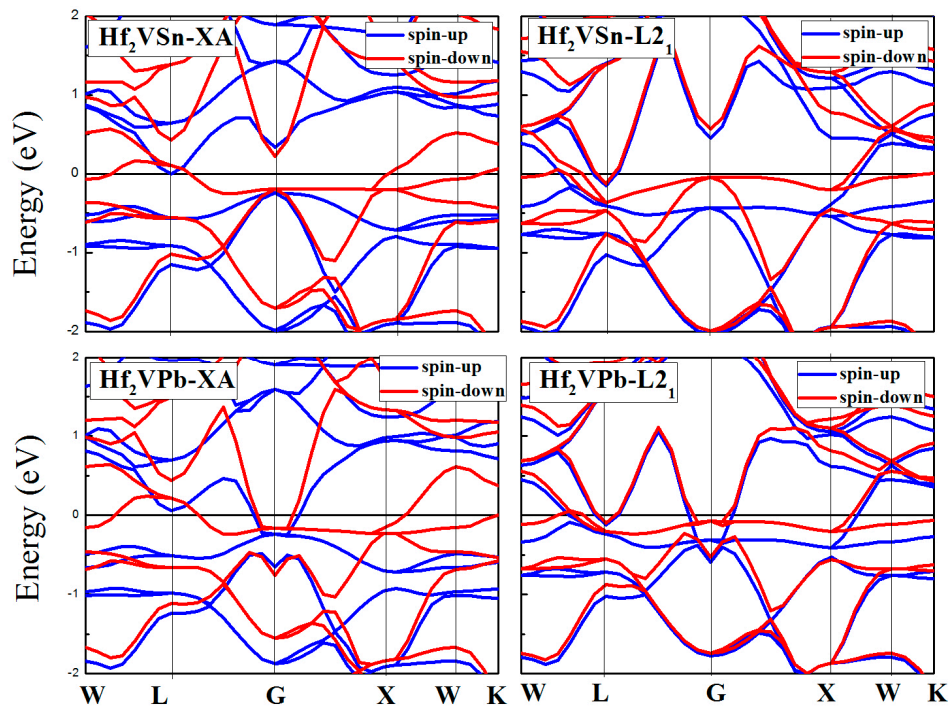 2
Hf₂VSn-XA
spin-up
spin-down
Hf₂VSn-L2₁
spin-up
spin-down
1
0
-1
-2
Energy (eV)
2
Hf₂VPb-XA
spin-up
spin-down
Hf₂VPb-L2₁
spin-up
spin-down
1
0
-1
-2
Energy (eV)
W L G X W K W L G X W K